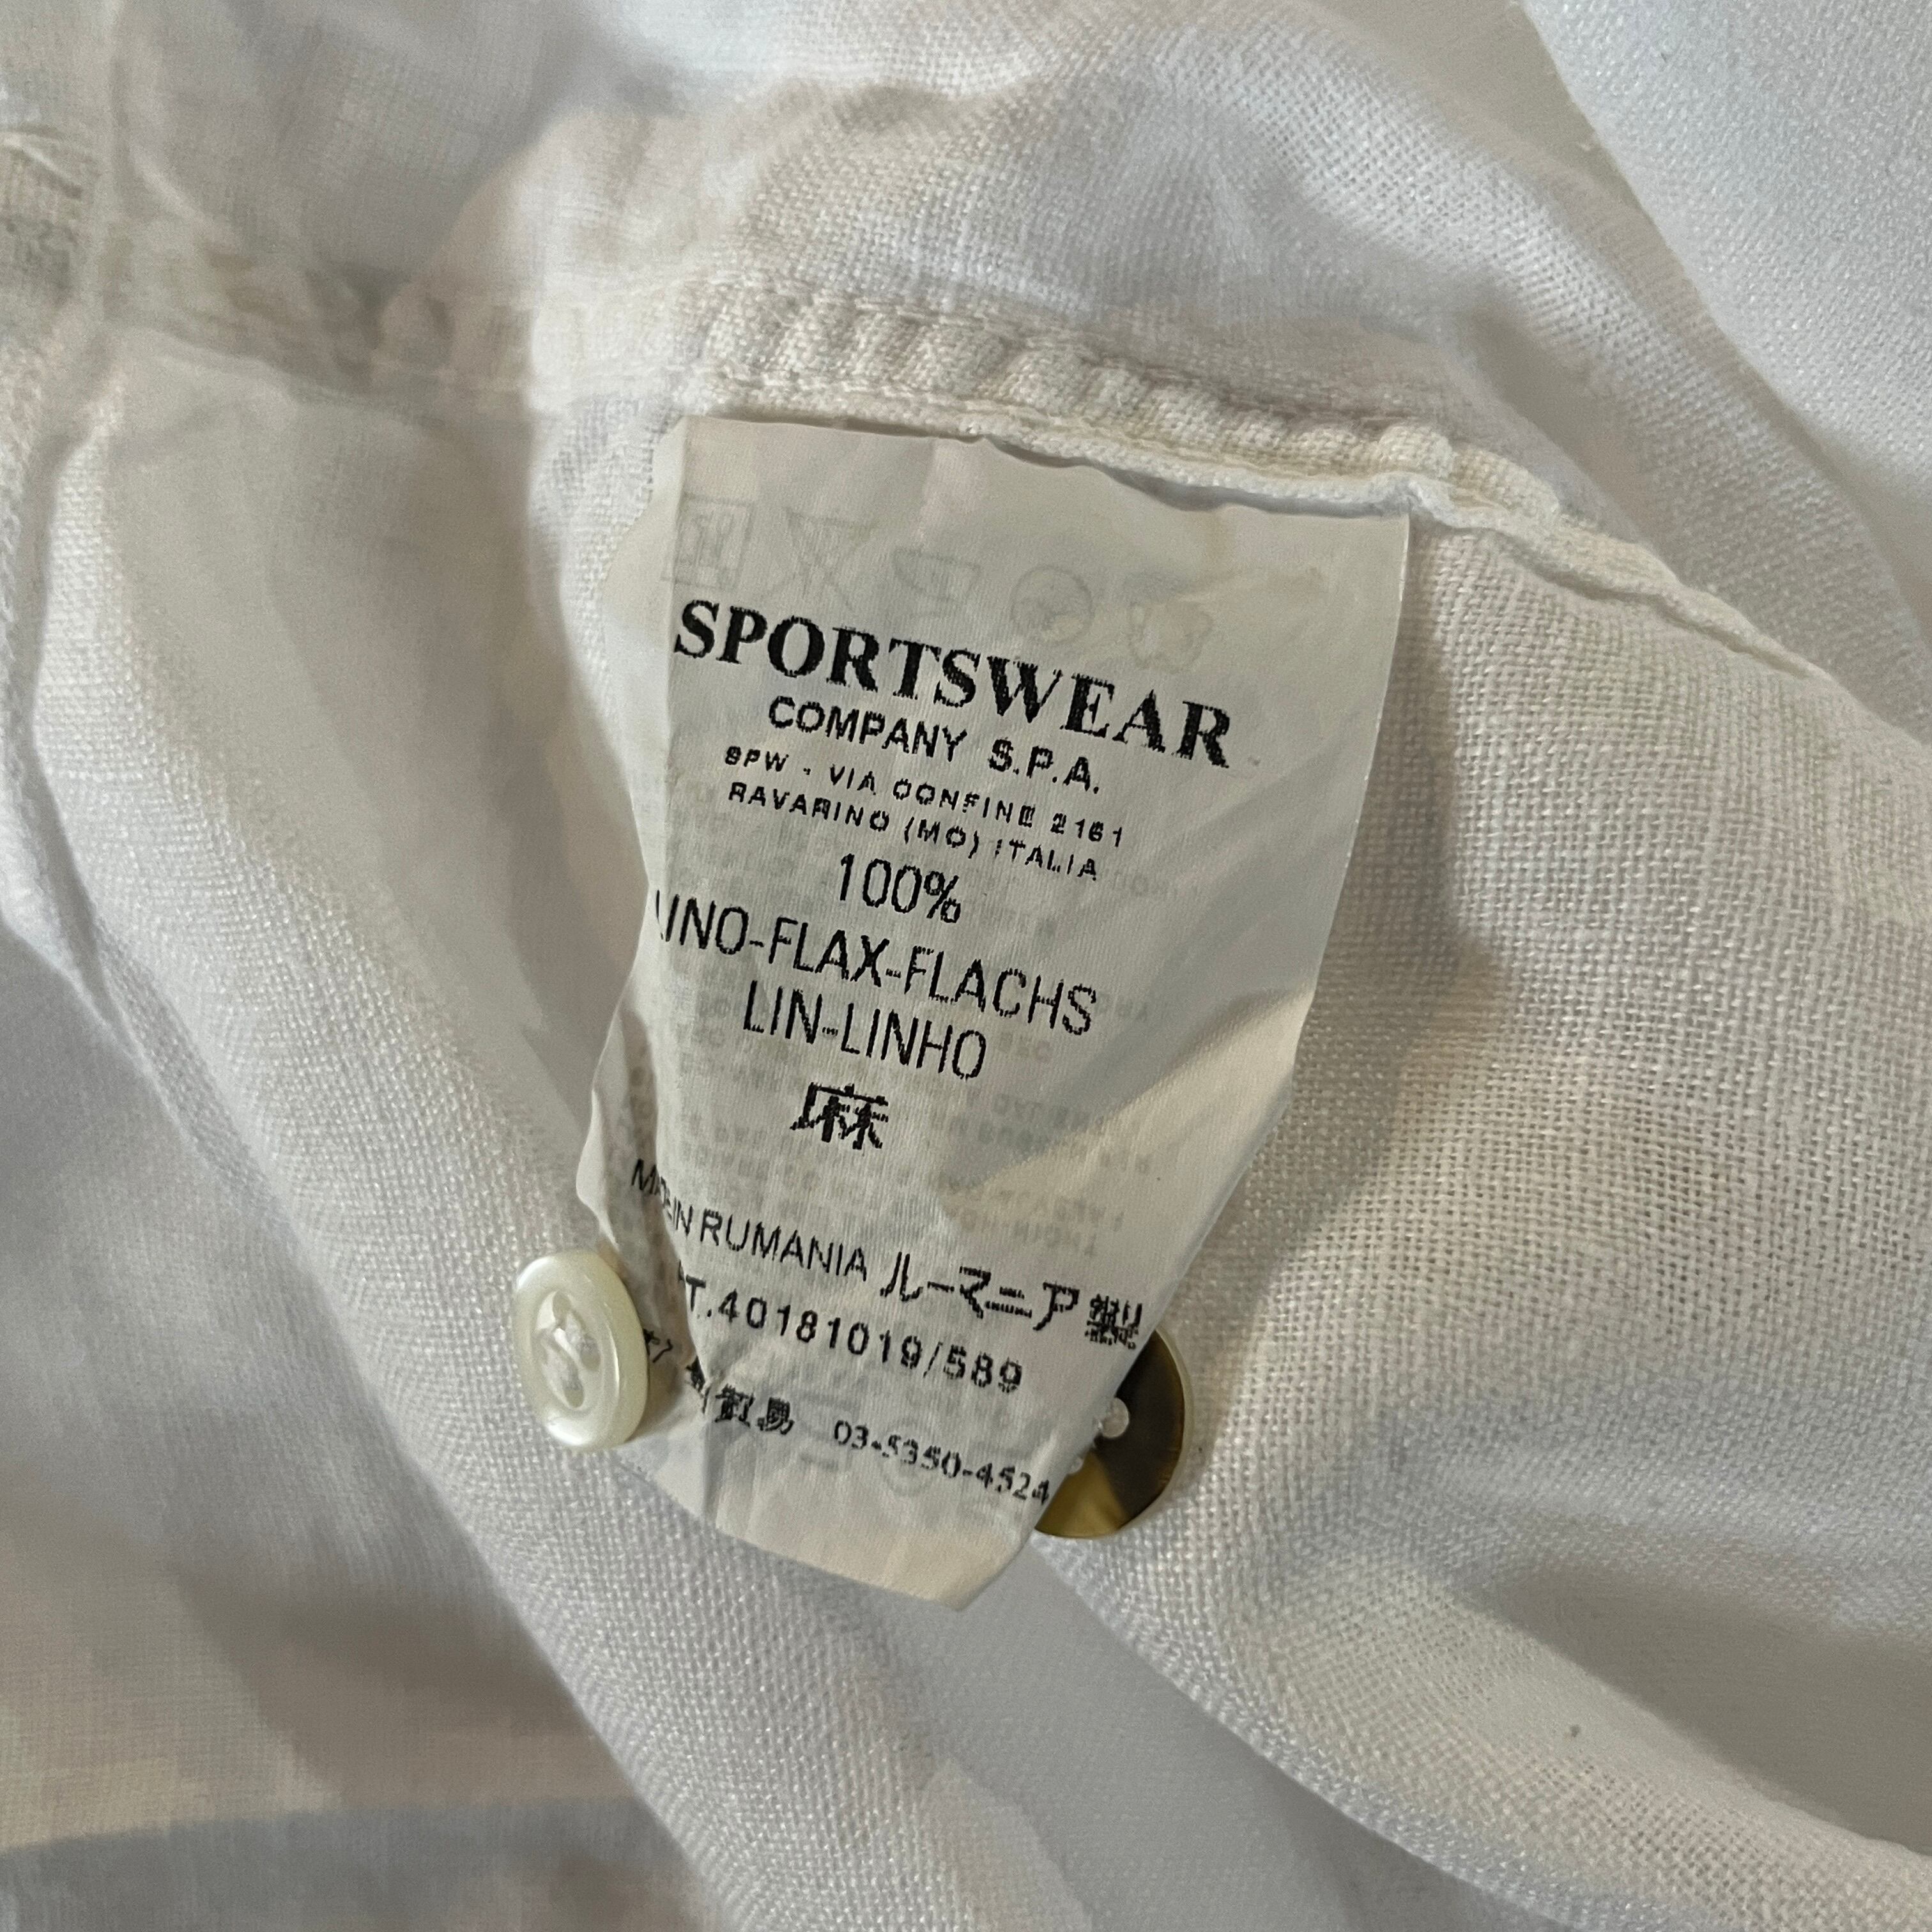 SPORTSWEAR
COMPANY S.P.A.
SPW - VIA CONFINE 2161
RAVARINO (MO) ITALIA
100%
LINO-FLAX-FLACHS
LIN-LINHO
麻
MADE IN RUMANIA ルーマニア製
T.40181019/589
貿易 03-5350-4524